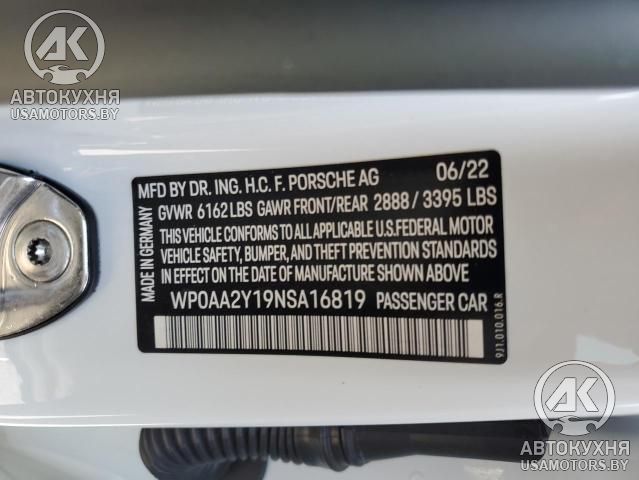 AK
АВТОКУХНЯ
USAMOTORS.BY
MFD BY DR. ING. H.C. F. PORSCHE AG 06/22
GVWR 6162 LBS GAWR FRONT/REAR 2888 / 3395 LBS
THIS VEHICLE CONFORMS TO ALL APPLICABLE U.S.FEDERAL MOTOR
VEHICLE SAFETY, BUMPER, AND THEFT PREVENTION STANDARDS
IN EFFECT ON THE DATE OF MANUFACTURE SHOWN ABOVE.
WP0AA2Y19NSA16819 PASSENGER CAR
MADE IN GERMANY
9J1.010.016.R
AK
АВТОКУХНЯ
USAMOTORS.BY